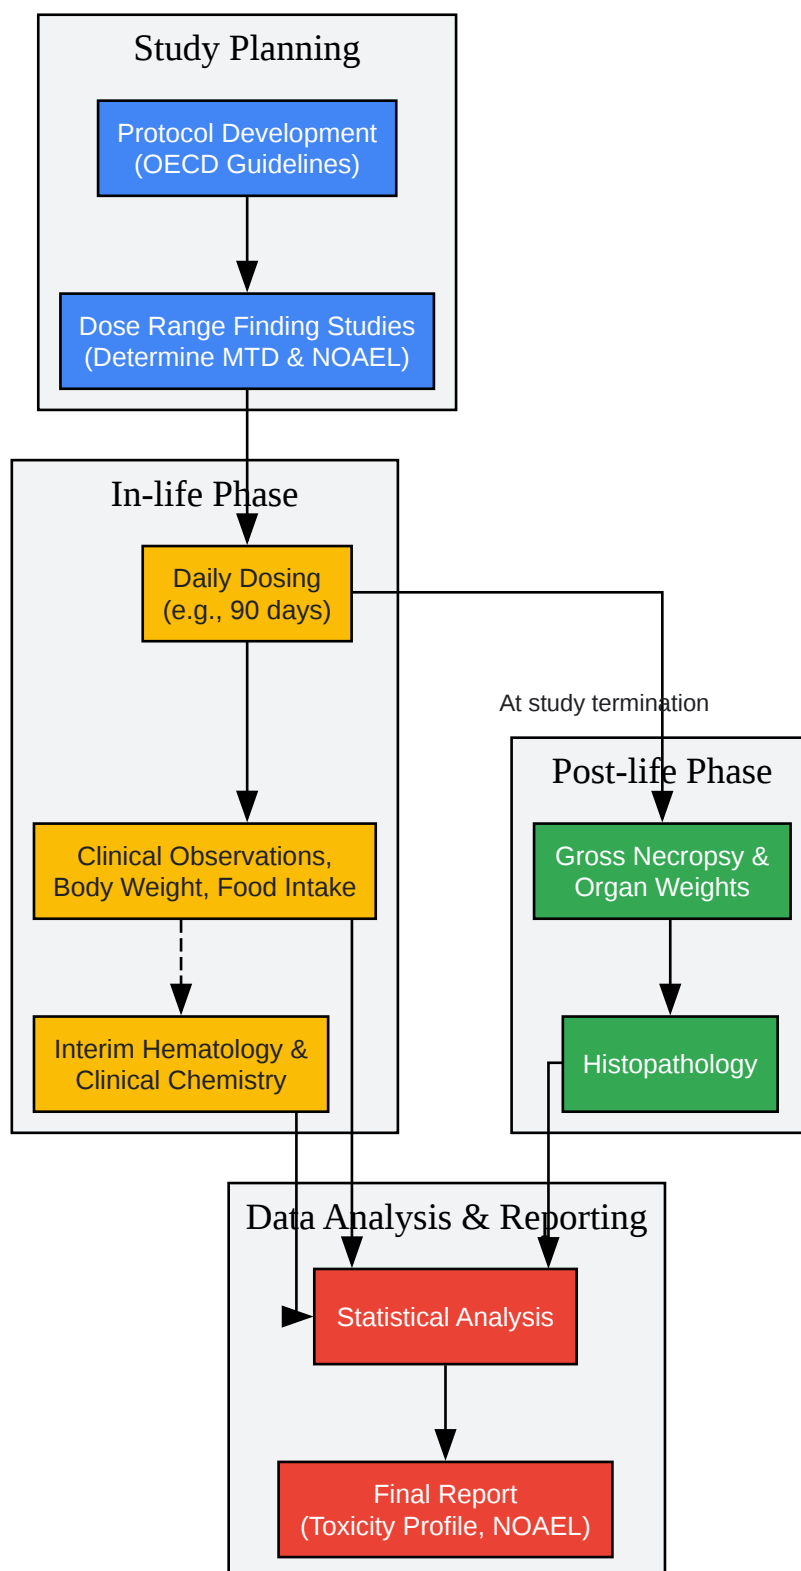 Study Planning
Protocol Development
(OECD Guidelines)
Dose Range Finding Studies
(Determine MTD & NOAEL)
In-life Phase
Daily Dosing
(e.g., 90 days)
At study termination
Post-life Phase
Clinical Observations,
Body Weight, Food Intake
Gross Necropsy &
Organ Weights
Interim Hematology &
Clinical Chemistry
Histopathology
Data Analysis & Reporting
Statistical Analysis
Final Report
(Toxicity Profile, NOAEL)